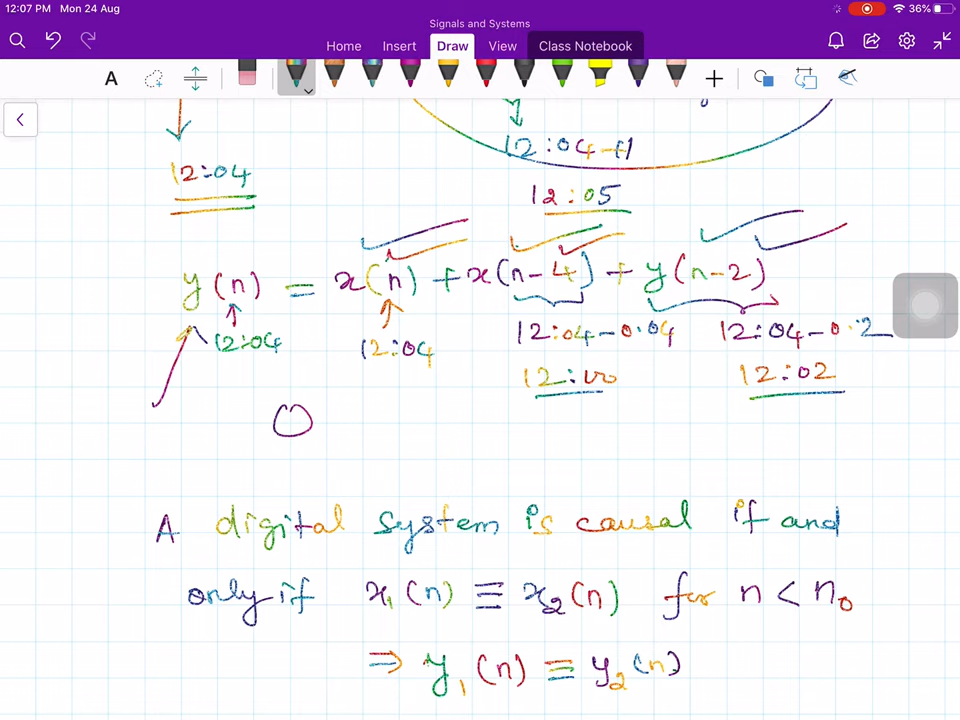 12:07 PM Mon 24 Aug 36%
Signals and Systems
Home Insert Draw View Class Notebook
A
12:04-+1
12:04
12:05
y(n) = x(n) + x(n-4) + y(n-2)
12:04 12:04 12:04-0.04 12:04-0.2
12:00 12:02
A digital system is causal if and
only if x₁(n) ≡ x₂(n) for n < n₀
⇒ y₁(n) ≡ y₂(n)